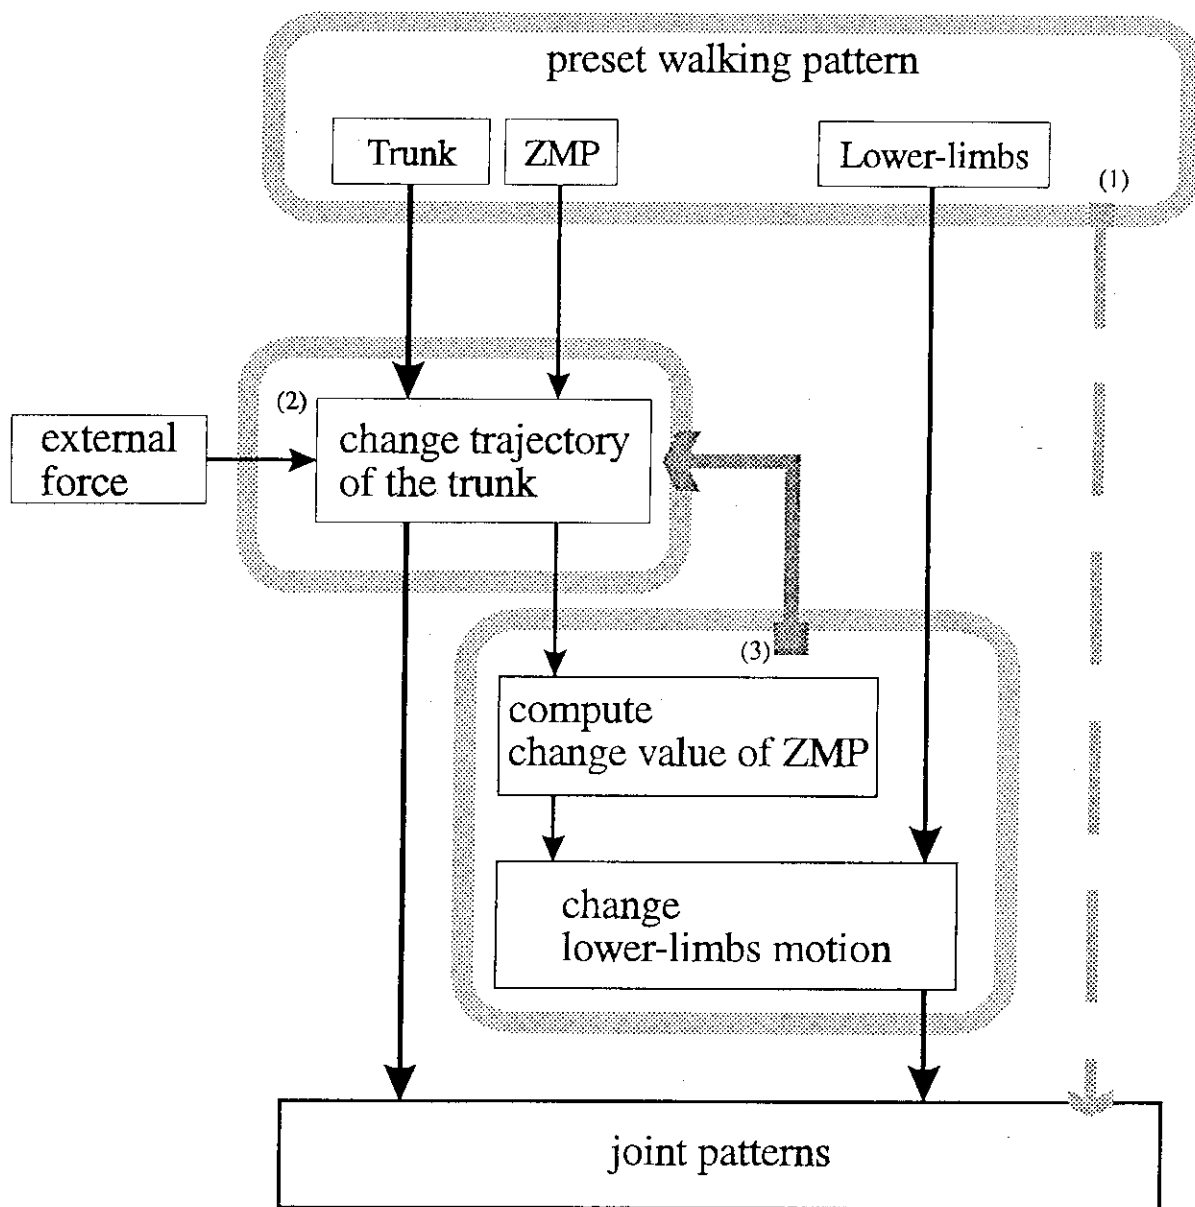 preset walking pattern
Trunk
ZMP
Lower-limbs
(1)
(2)
external
force
change trajectory
of the trunk
(3)
compute
change value of ZMP
change
lower-limbs motion
joint patterns